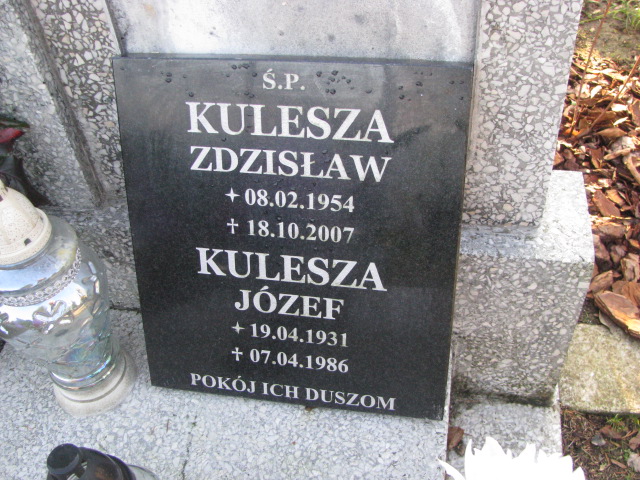 Ś.P.
KULESZA
ZDZISŁAW
✦ 08.02.1954
✝ 18.10.2007
KULESZA
JÓZEF
✦ 19.04.1931
✝ 07.04.1986
POKÓJ ICH DUSZOM